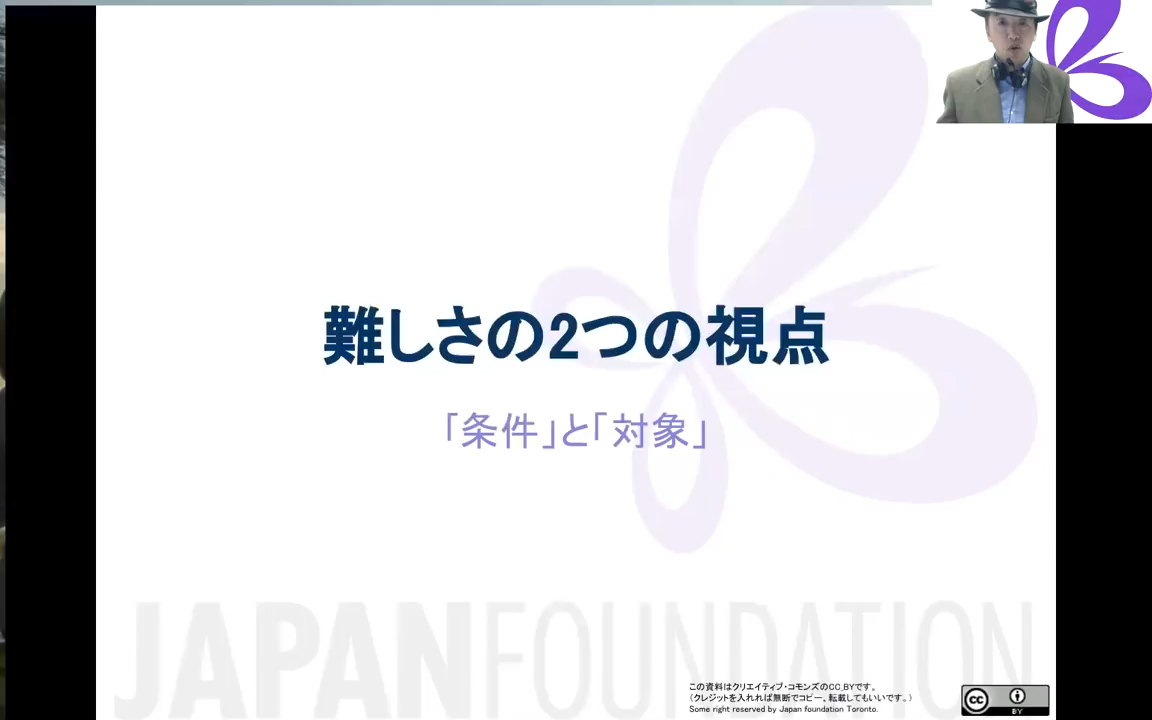 難しさの2つの視点
「条件」と「対象」
JAPANFOUNDATION
この資料はクリエイティブ・コモンズのCC_BYです。
（クレジットを入れれば無断でコピー、転載してもいいです。）
Some right reserved by Japan foundation Toronto.
cc
BY